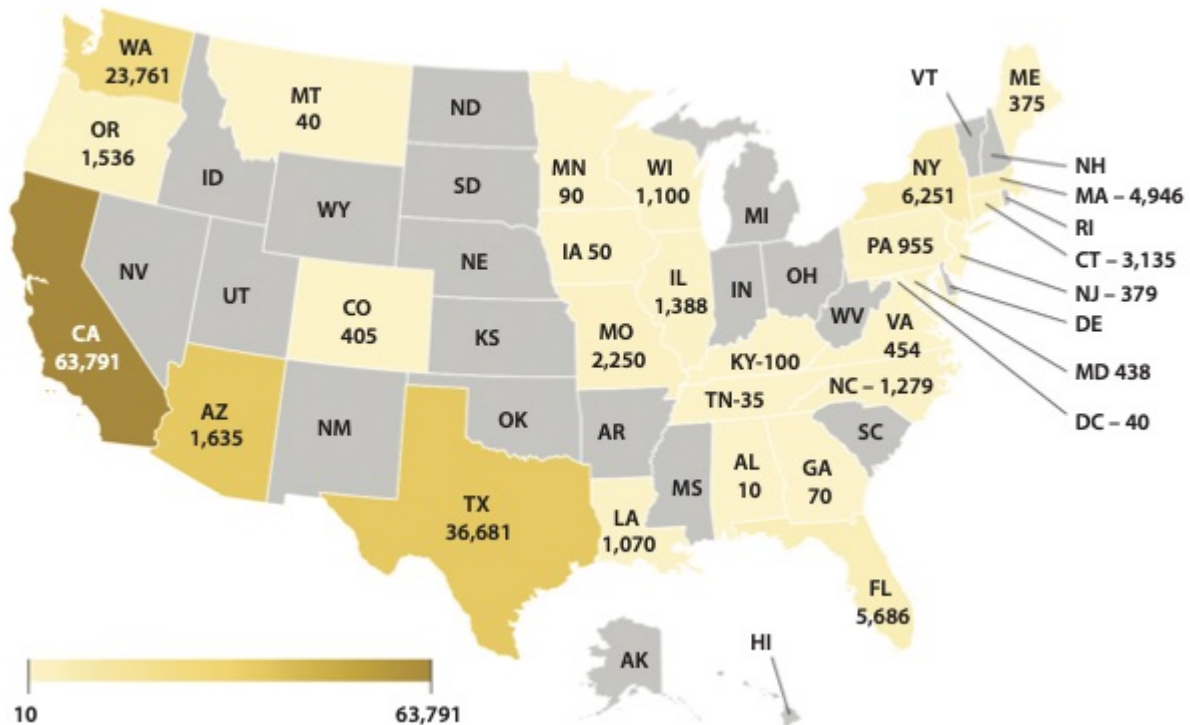 WA
23,761
MT
40
ND
VT
ME
375
OR
1,536
ID
SD
MN
90
WI
1,100
NY
6,251
NH
MA – 4,946
WY
MI
RI
NV
UT
NE
IA 50
PA 955
CT – 3,135
CO
405
IL
1,388
IN
OH
NJ – 379
CA
63,791
KS
MO
2,250
WV
VA
454
DE
KY-100
MD 438
AZ
1,635
NM
OK
TN-35
NC – 1,279
DC – 40
AR
SC
TX
36,681
MS
AL
10
GA
70
LA
1,070
FL
5,686
AK
HI
10
63,791